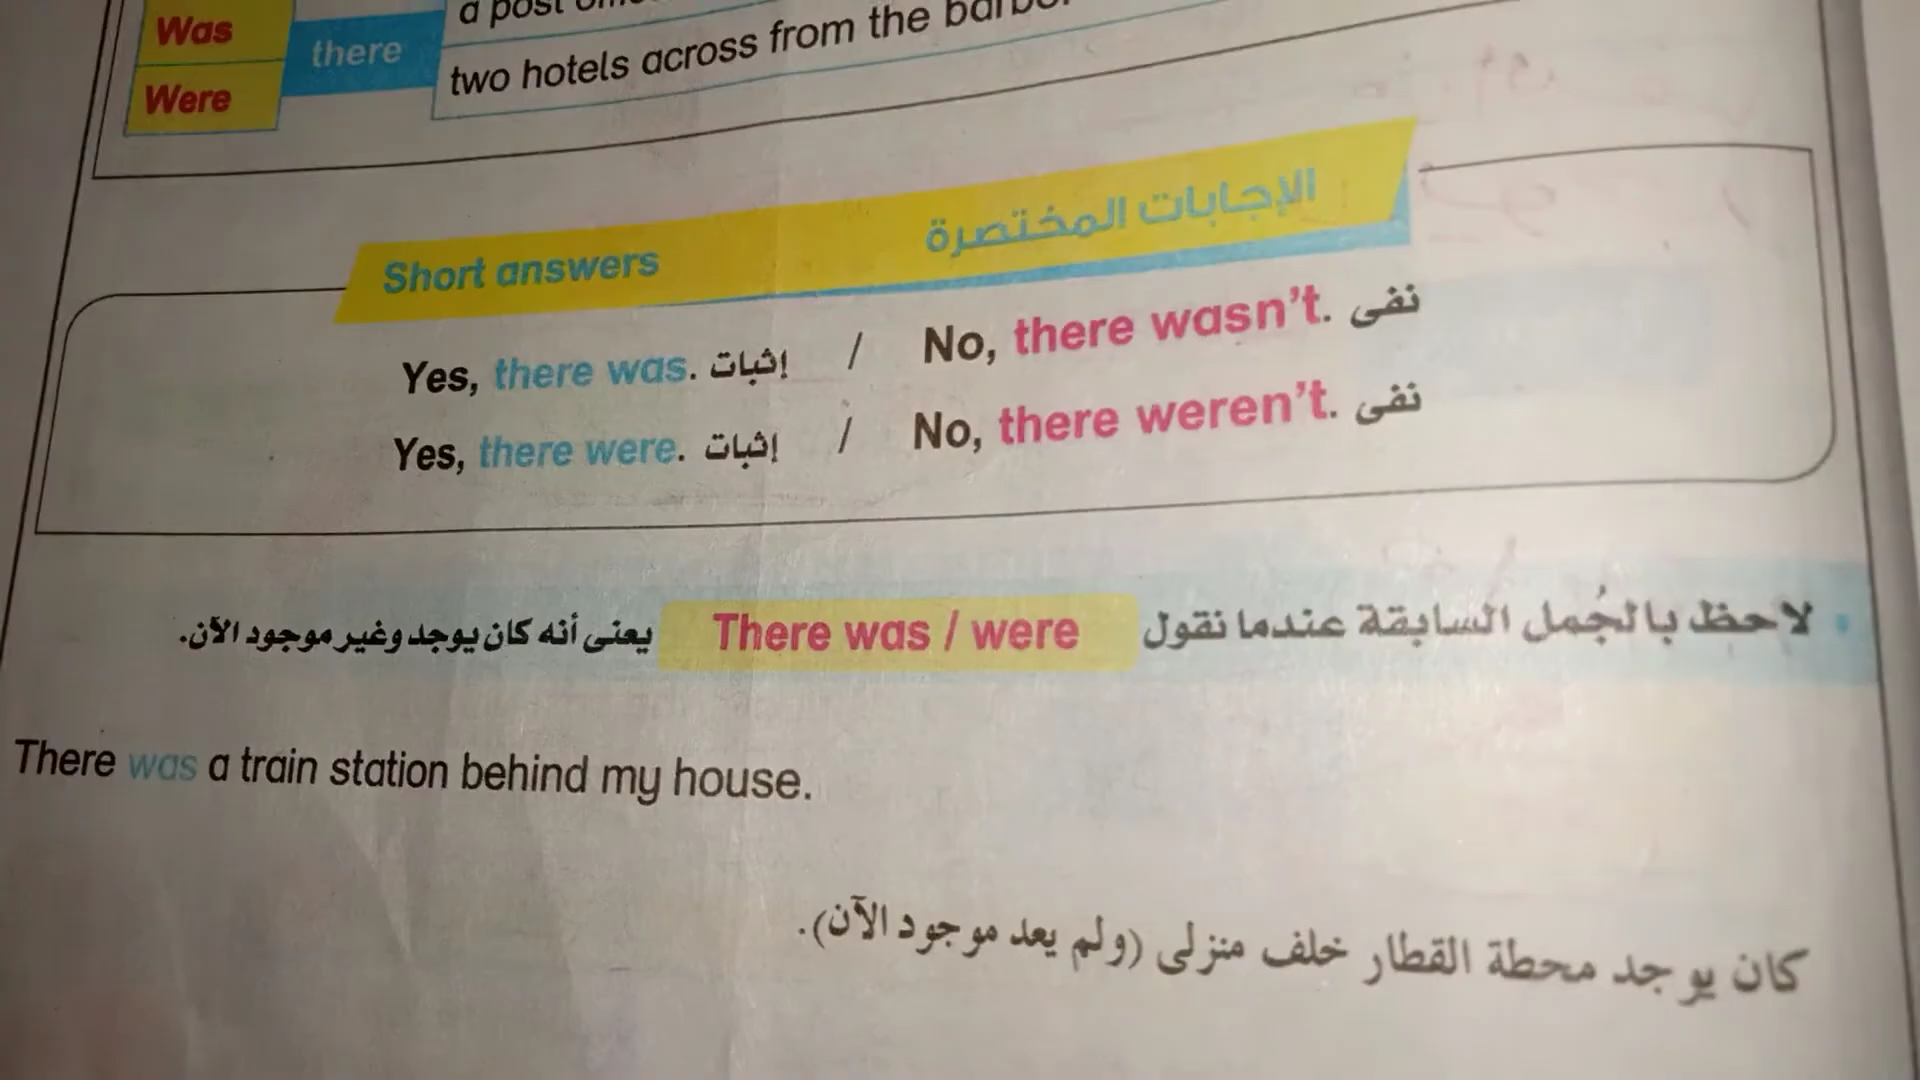 Was
Were
there
a post
two hotels across from the
Short answers الإجابات المختصرة
Yes, there was. إثبات / No, there wasn't. نفى
Yes, there were. إثبات / No, there weren't. نفى
لاحظ بالجُمل السابقة عندما نقول There was / were يعنى أنه كان يوجد وغير موجود الآن.
There was a train station behind my house.
كان يوجد محطة القطار خلف منزلى (ولم يعد موجود الآن).